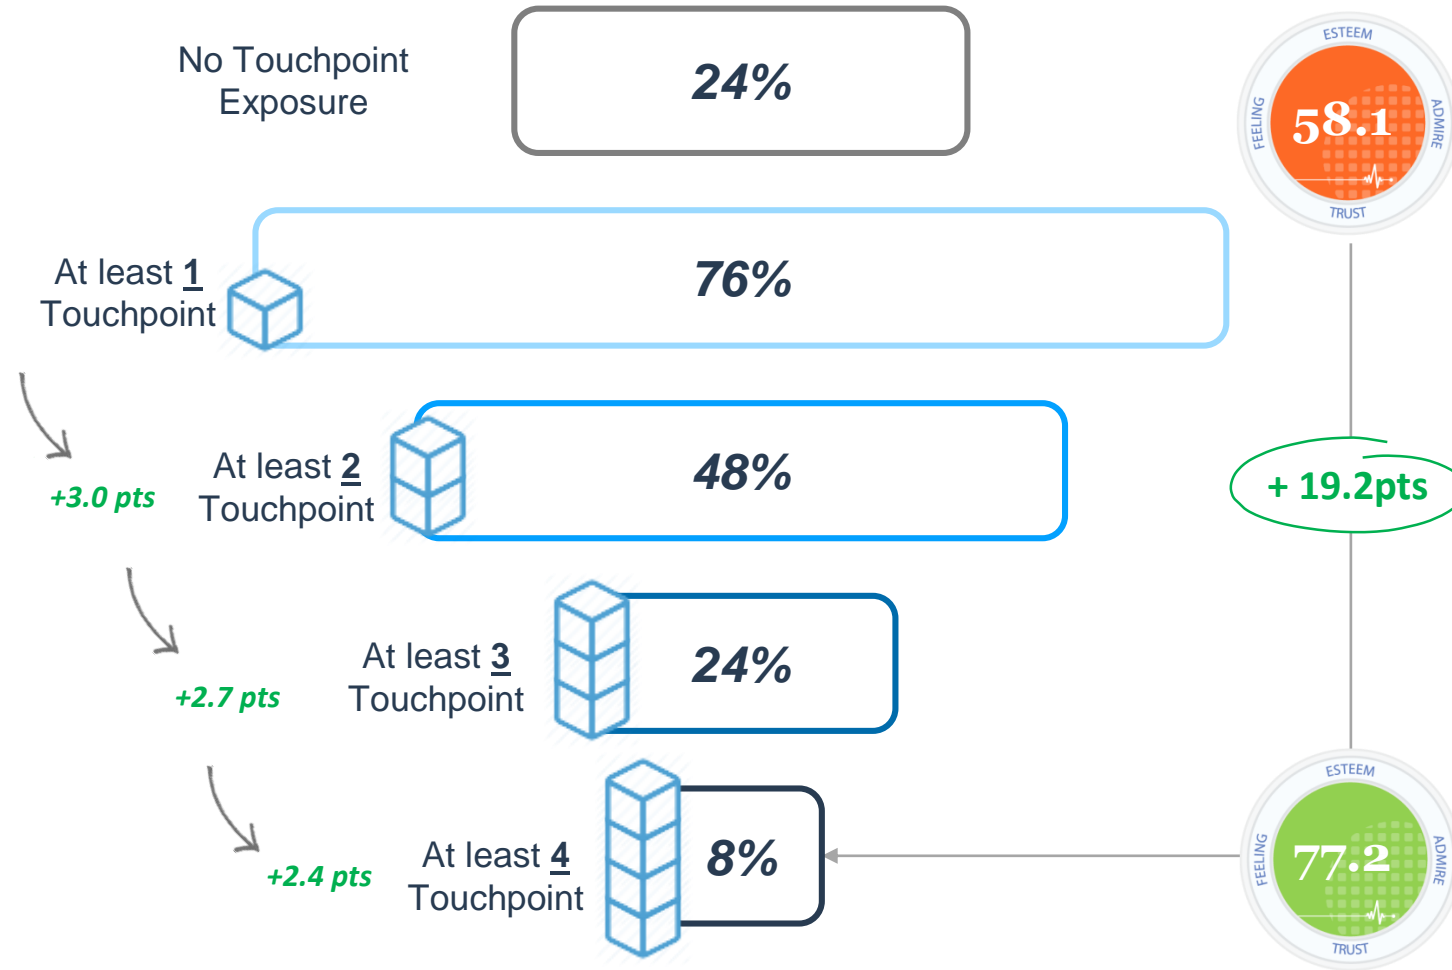 No Touchpoint
Exposure
24%
ESTEEM
FEELING
58.1
ADMIRE
TRUST
At least 1
Touchpoint
76%
+3.0 pts
At least 2
Touchpoint
48%
+ 19.2pts
+2.7 pts
At least 3
Touchpoint
24%
+2.4 pts
At least 4
Touchpoint
8%
ESTEEM
FEELING
77.2
ADMIRE
TRUST